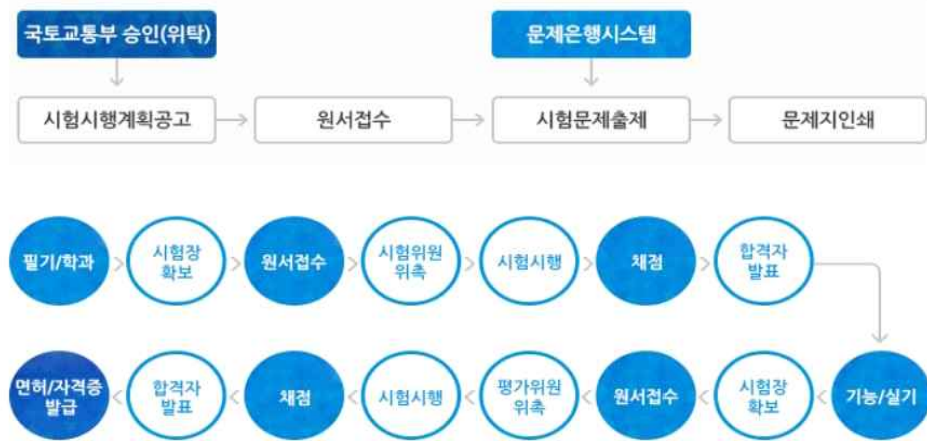 국토교통부 승인(위탁)
문제은행시스템
시험시행계획공고
원서접수
시험문제출제
문제지인쇄
필기/학과
시험장
확보
원서접수
시험위원
위촉
시험시행
채점
합격자
발표
기능/실기
시험장
확보
원서접수
평가위원
위촉
시험시행
채점
합격자
발표
면허/자격증
발급